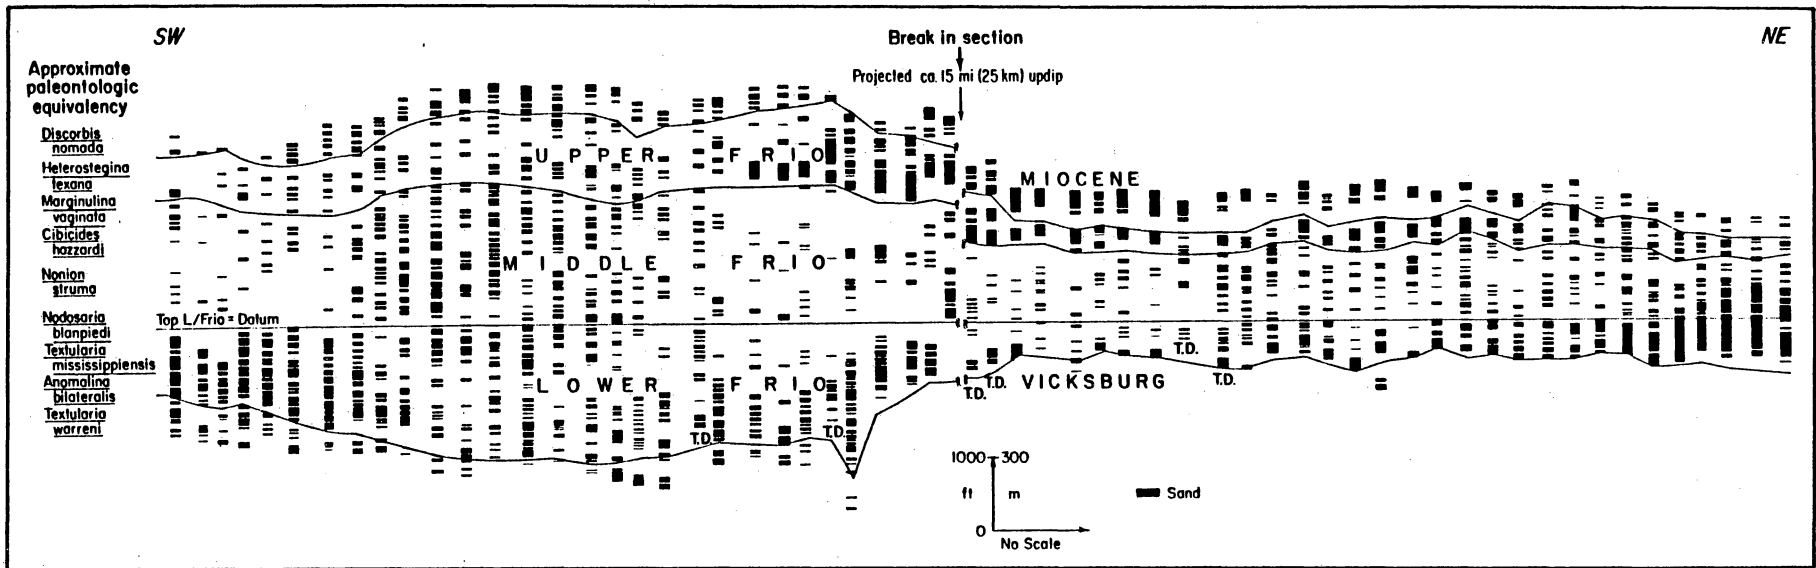 SW
Break in section
NE
Projected ca. 15 mi (25 km) updip
Approximate
paleontologic
equivalency
Discorbis
nomada
Heterostegina
texana
Marginulina
vaginata
Cibicides
hazzardi
Nonion
struma
Nodosaria
blanpiedi
Textularia
mississippiensis
Anomalina
bilateralis
Textularia
warreni
UPPER FRIO
MIOCENE
MIDDLE FRIO
Top L/Frio = Datum
LOWER FRIO
VICKSBURG
T.D.
T.D.
T.D.
T.D.
T.D.
T.D.
1000 300
ft m
0
No Scale
Sand